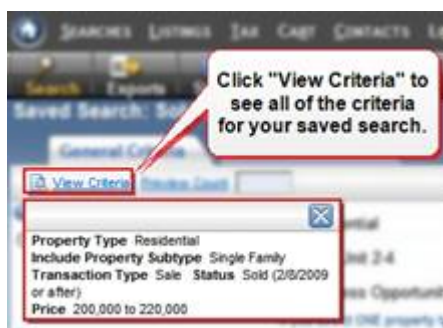 SEARCHES LISTINGS TAX CART CONTACTS
Search Exports
Click "View Criteria" to
see all of the criteria
for your saved search.
Saved Search:
General Criteria
View Criteria Preview Count
Property Type Residential
Include Property Subtype Single Family
Transaction Type Sale Status Sold (2/8/2009
or after)
Price 200,000 to 220,000